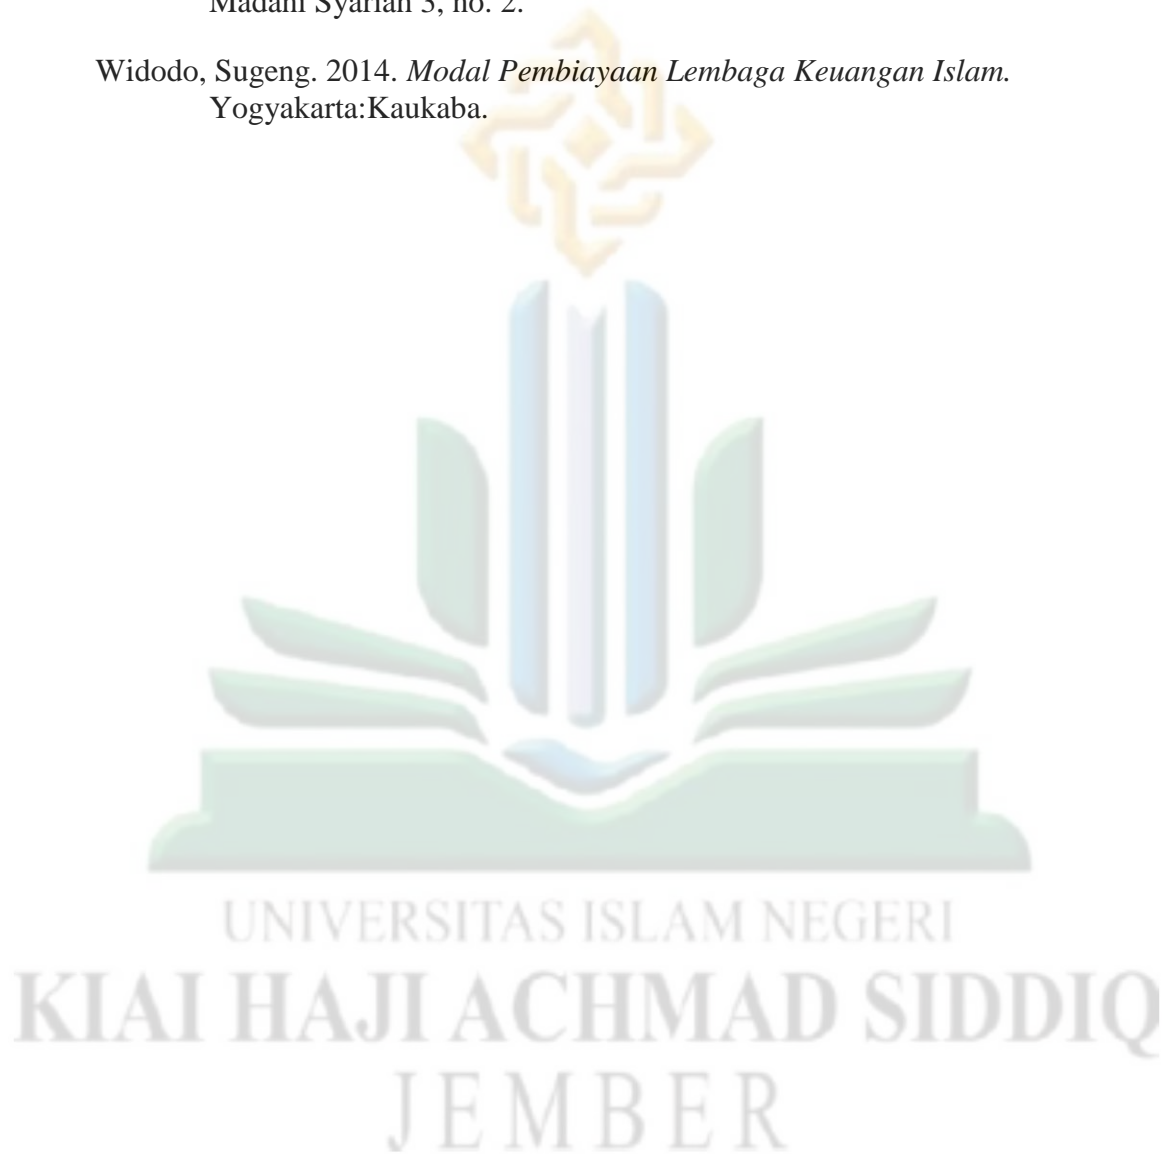 Madani Syariah 3, no. 2.
Widodo, Sugeng. 2014. Modal Pembiayaan Lembaga Keuangan Islam.
Yogyakarta:Kaukaba.
UNIVERSITAS ISLAM NEGERI
KIAI HAJI ACHMAD SIDDIQ
JEMBER